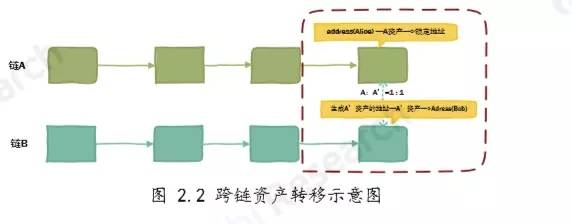 address(Alice)—A资产—>锁定地址
链A
A: A'=1:1
生成A'资产的地址—A'资产—>Adress(Bob)
链B
图 2.2 跨链资产转移示意图